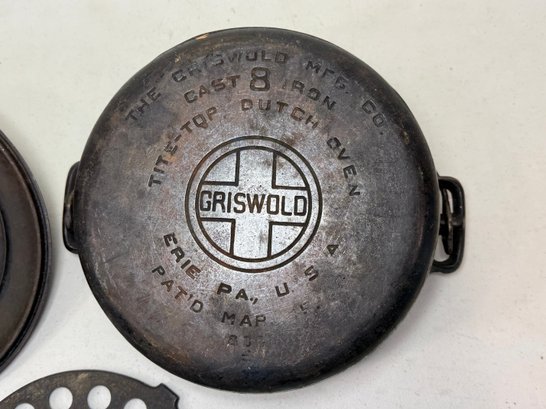 THE GRISWOLD MFG. CO.
CAST 8 IRON
TITE-TOP DUTCH OVEN
GRISWOLD
ERIE PA., U S A
PAT'D MAR